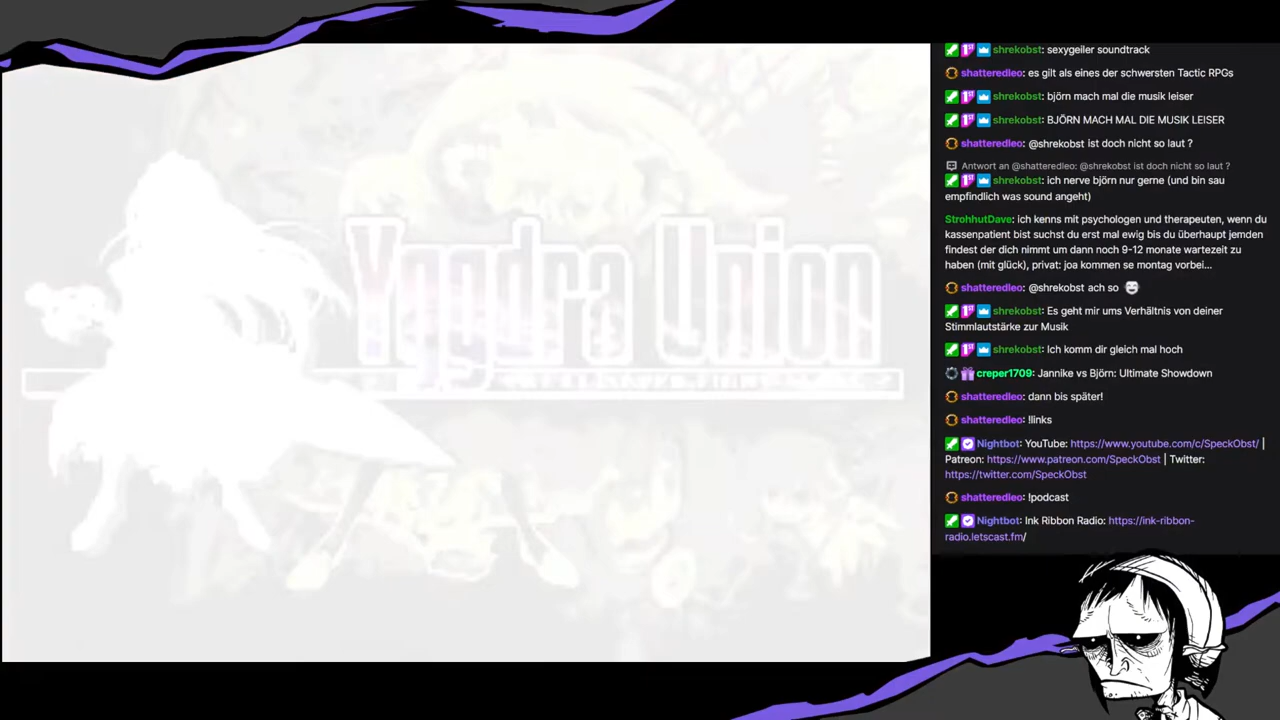 Yggdra Union
shrekobst: sexygeiler soundtrack
shatteredleo: es gilt als eines der schwersten Tactic RPGs
shrekobst: björn mach mal die musik leiser
shrekobst: BJÖRN MACH MAL DIE MUSIK LEISER
shatteredleo: @shrekobst ist doch nicht so laut ?
Antwort an @shatteredleo: @shrekobst ist doch nicht so laut ?
shrekobst: ich nerve björn nur gerne (und bin sau
empfindlich was sound angeht)
StrohhutDave: ich kenns mit psychologen und therapeuten, wenn du
kassenpatient bist suchst du erst mal ewig bis du überhaupt jemden
findest der dich nimmt um dann noch 9-12 monate wartezeit zu
haben (mit glück), privat: joa kommen se montag vorbei...
shatteredleo: @shrekobst ach so
shrekobst: Es geht mir ums Verhältnis von deiner
Stimmlautstärke zur Musik
shrekobst: Ich komm dir gleich mal hoch
creper1709: Jannike vs Björn: Ultimate Showdown
shatteredleo: dann bis später!
shatteredleo: !links
Nightbot: YouTube: https://www.youtube.com/c/SpeckObst/ |
Patreon: https://www.patreon.com/SpeckObst | Twitter:
https://twitter.com/SpeckObst
shatteredleo: !podcast
Nightbot: Ink Ribbon Radio: https://ink-ribbon-
radio.letscast.fm/